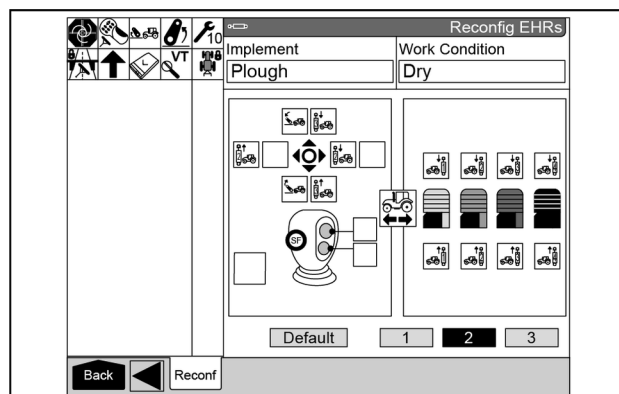 Reconfig EHRs
10
VT
Implement
Work Condition
Plough
Dry
SF
Default
1
2
3
Back
Reconf